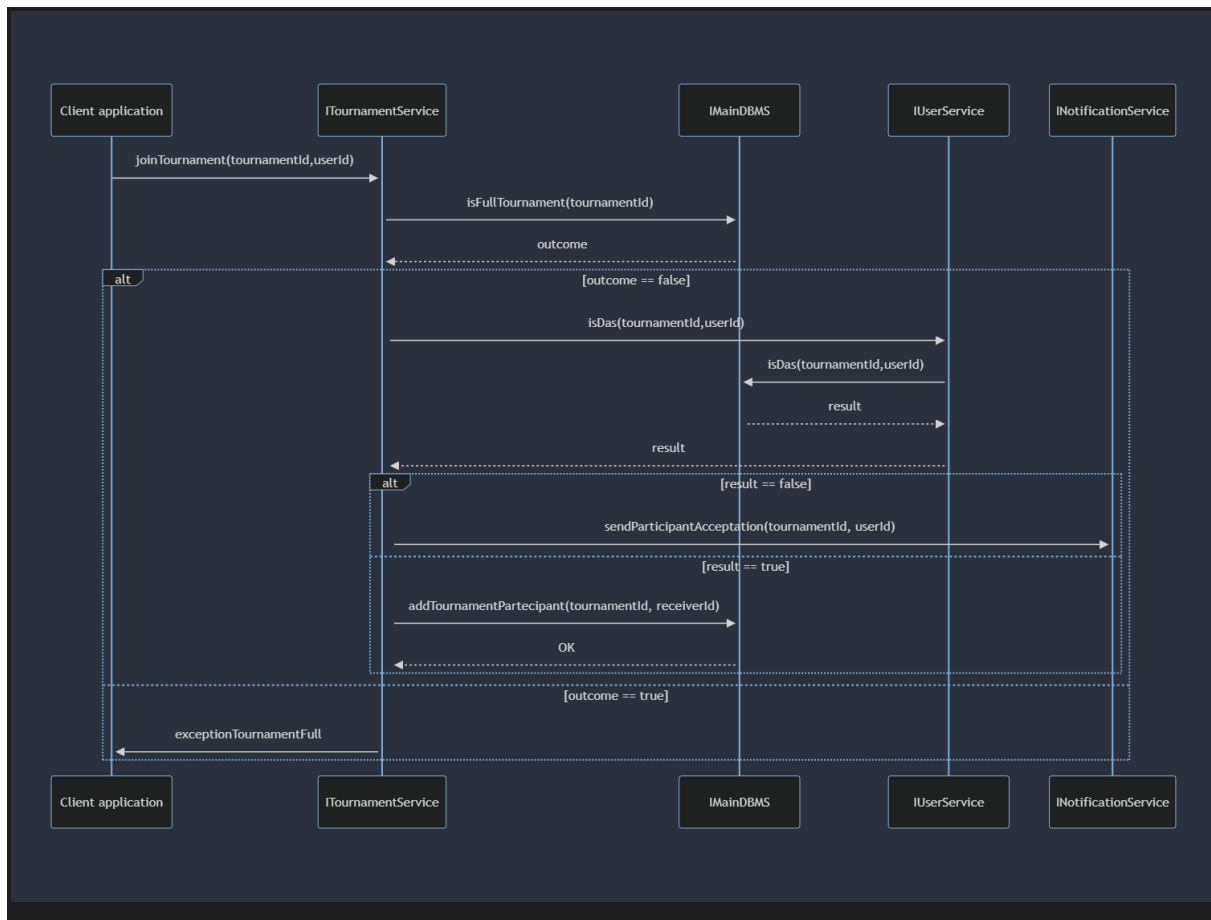 Client application
ITournamentService
IMainDBMS
IUserService
INotificationService
joinTournament(tournamentId,userId)
isFullTournament(tournamentId)
outcome
alt
[outcome == false]
isDas(tournamentId,userId)
isDas(tournamentId,userId)
result
result
alt
[result == false]
sendParticipantAcceptation(tournamentId, userId)
[result == true]
addTournamentPartecipant(tournamentId, receiverId)
OK
[outcome == true]
exceptionTournamentFull
Client application
ITournamentService
IMainDBMS
IUserService
INotificationService